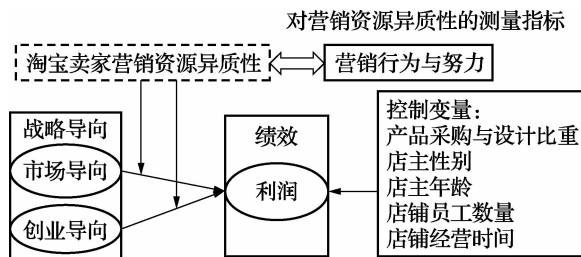 对营销资源异质性的测量指标
淘宝卖家营销资源异质性
营销行为与努力
战略导向
市场导向
创业导向
绩效
利润
控制变量：
产品采购与设计比重
店主性别
店主年龄
店铺员工数量
店铺经营时间